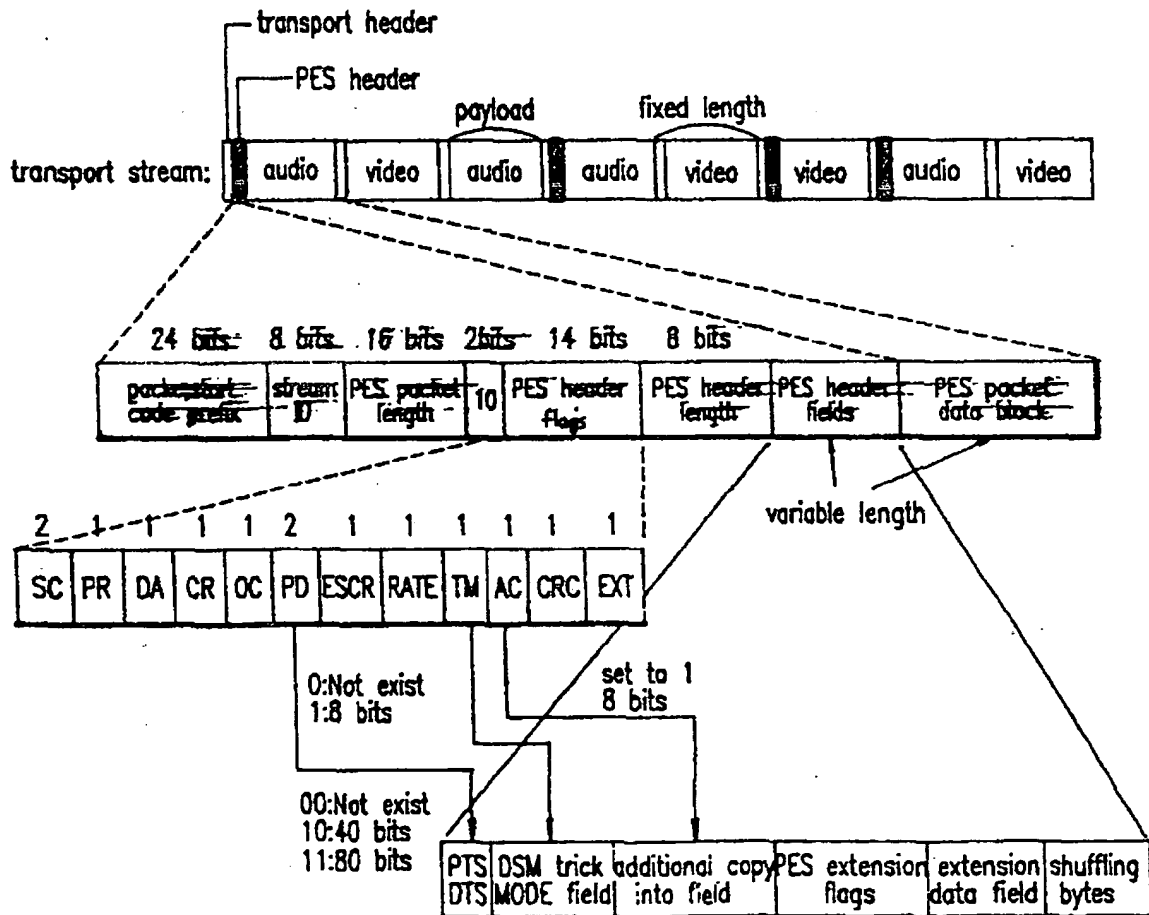 transport header
PES header
payload
fixed length
transport stream:
audio
video
audio
audio
video
video
audio
video
24 bits
8 bits
16 bits
2bits
14 bits
8 bits
packet start
code prefix
stream
ID
PES packet
length
10
PES header
flags
PES header
length
PES header
fields
PES packet
data block
variable length
2 1 1 1 1 2 1 1 1 1 1 1
SC PR DA CR OC PD ESCR RATE TM AC CRC EXT
0:Not exist
1:8 bits
set to 1
8 bits
00:Not exist
10:40 bits
11:80 bits
PTS
DTS
DSM trick
MODE field
additional copy
into field
PES extension
flags
extension
data field
shuffling
bytes